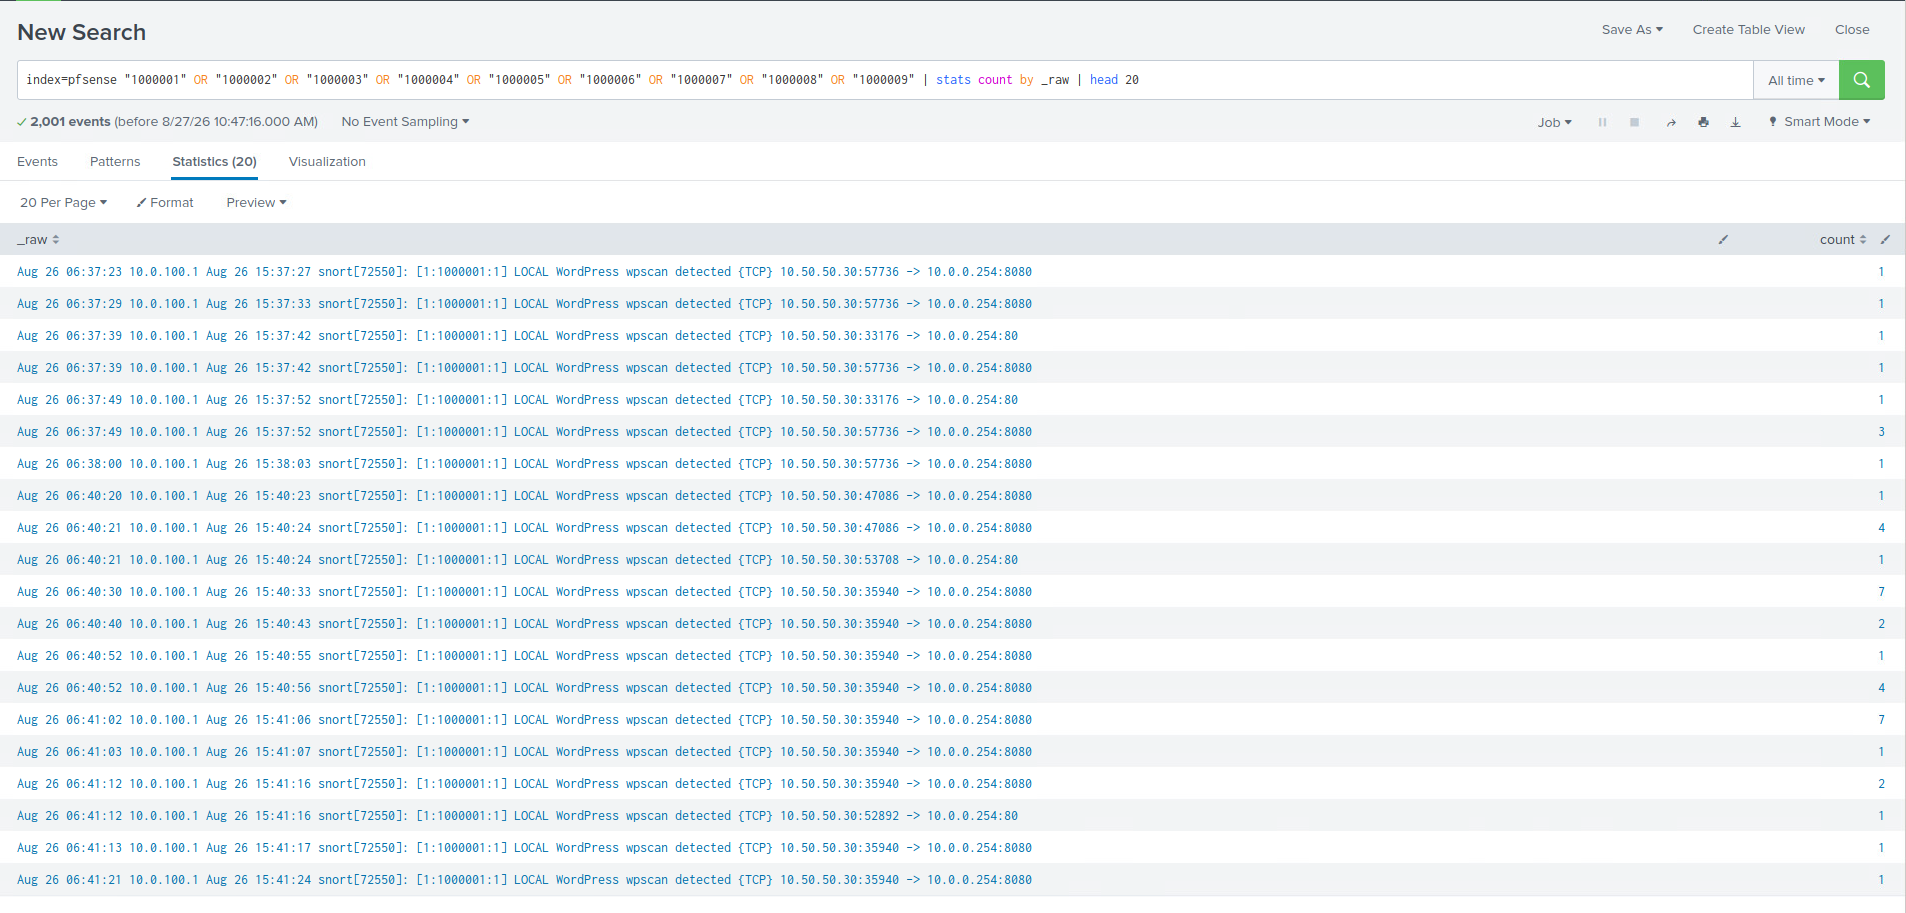 New Search
Save As Create Table View Close
index=pfsense "1000001" OR "1000002" OR "1000003" OR "1000004" OR "1000005" OR "1000006" OR "1000007" OR "1000008" OR "1000009" | stats count by _raw | head 20
All time
2,001 events (before 8/27/26 10:47:16.000 AM) No Event Sampling
Job Smart Mode
Events Patterns Statistics (20) Visualization
20 Per Page Format Preview
_raw count
Aug 26 06:37:23 10.0.100.1 Aug 26 15:37:27 snort[72550]: [1:1000001:1] LOCAL WordPress wpscan detected {TCP} 10.50.50.30:57736 -> 10.0.0.254:8080 1
Aug 26 06:37:29 10.0.100.1 Aug 26 15:37:33 snort[72550]: [1:1000001:1] LOCAL WordPress wpscan detected {TCP} 10.50.50.30:57736 -> 10.0.0.254:8080 1
Aug 26 06:37:39 10.0.100.1 Aug 26 15:37:42 snort[72550]: [1:1000001:1] LOCAL WordPress wpscan detected {TCP} 10.50.50.30:33176 -> 10.0.0.254:80 1
Aug 26 06:37:39 10.0.100.1 Aug 26 15:37:42 snort[72550]: [1:1000001:1] LOCAL WordPress wpscan detected {TCP} 10.50.50.30:57736 -> 10.0.0.254:8080 1
Aug 26 06:37:49 10.0.100.1 Aug 26 15:37:52 snort[72550]: [1:1000001:1] LOCAL WordPress wpscan detected {TCP} 10.50.50.30:33176 -> 10.0.0.254:80 1
Aug 26 06:37:49 10.0.100.1 Aug 26 15:37:52 snort[72550]: [1:1000001:1] LOCAL WordPress wpscan detected {TCP} 10.50.50.30:57736 -> 10.0.0.254:8080 3
Aug 26 06:38:00 10.0.100.1 Aug 26 15:38:03 snort[72550]: [1:1000001:1] LOCAL WordPress wpscan detected {TCP} 10.50.50.30:57736 -> 10.0.0.254:8080 1
Aug 26 06:40:20 10.0.100.1 Aug 26 15:40:23 snort[72550]: [1:1000001:1] LOCAL WordPress wpscan detected {TCP} 10.50.50.30:47086 -> 10.0.0.254:8080 1
Aug 26 06:40:21 10.0.100.1 Aug 26 15:40:24 snort[72550]: [1:1000001:1] LOCAL WordPress wpscan detected {TCP} 10.50.50.30:47086 -> 10.0.0.254:8080 4
Aug 26 06:40:21 10.0.100.1 Aug 26 15:40:24 snort[72550]: [1:1000001:1] LOCAL WordPress wpscan detected {TCP} 10.50.50.30:53708 -> 10.0.0.254:80 1
Aug 26 06:40:30 10.0.100.1 Aug 26 15:40:33 snort[72550]: [1:1000001:1] LOCAL WordPress wpscan detected {TCP} 10.50.50.30:35940 -> 10.0.0.254:8080 7
Aug 26 06:40:40 10.0.100.1 Aug 26 15:40:43 snort[72550]: [1:1000001:1] LOCAL WordPress wpscan detected {TCP} 10.50.50.30:35940 -> 10.0.0.254:8080 2
Aug 26 06:40:52 10.0.100.1 Aug 26 15:40:55 snort[72550]: [1:1000001:1] LOCAL WordPress wpscan detected {TCP} 10.50.50.30:35940 -> 10.0.0.254:8080 1
Aug 26 06:40:52 10.0.100.1 Aug 26 15:40:56 snort[72550]: [1:1000001:1] LOCAL WordPress wpscan detected {TCP} 10.50.50.30:35940 -> 10.0.0.254:8080 4
Aug 26 06:41:02 10.0.100.1 Aug 26 15:41:06 snort[72550]: [1:1000001:1] LOCAL WordPress wpscan detected {TCP} 10.50.50.30:35940 -> 10.0.0.254:8080 7
Aug 26 06:41:03 10.0.100.1 Aug 26 15:41:07 snort[72550]: [1:1000001:1] LOCAL WordPress wpscan detected {TCP} 10.50.50.30:35940 -> 10.0.0.254:8080 1
Aug 26 06:41:12 10.0.100.1 Aug 26 15:41:16 snort[72550]: [1:1000001:1] LOCAL WordPress wpscan detected {TCP} 10.50.50.30:35940 -> 10.0.0.254:8080 2
Aug 26 06:41:12 10.0.100.1 Aug 26 15:41:16 snort[72550]: [1:1000001:1] LOCAL WordPress wpscan detected {TCP} 10.50.50.30:52892 -> 10.0.0.254:80 1
Aug 26 06:41:13 10.0.100.1 Aug 26 15:41:17 snort[72550]: [1:1000001:1] LOCAL WordPress wpscan detected {TCP} 10.50.50.30:35940 -> 10.0.0.254:8080 1
Aug 26 06:41:21 10.0.100.1 Aug 26 15:41:24 snort[72550]: [1:1000001:1] LOCAL WordPress wpscan detected {TCP} 10.50.50.30:35940 -> 10.0.0.254:8080 1